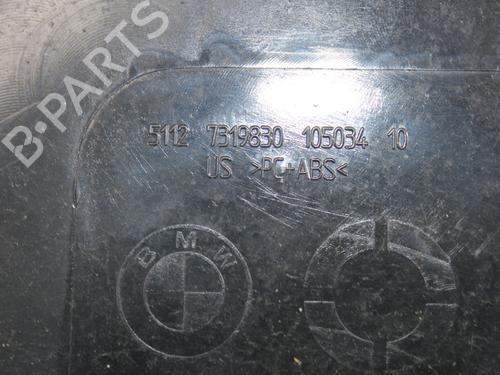 B-PARTS
5112 7319830 105034 10
US >PC+ABS<
BMW